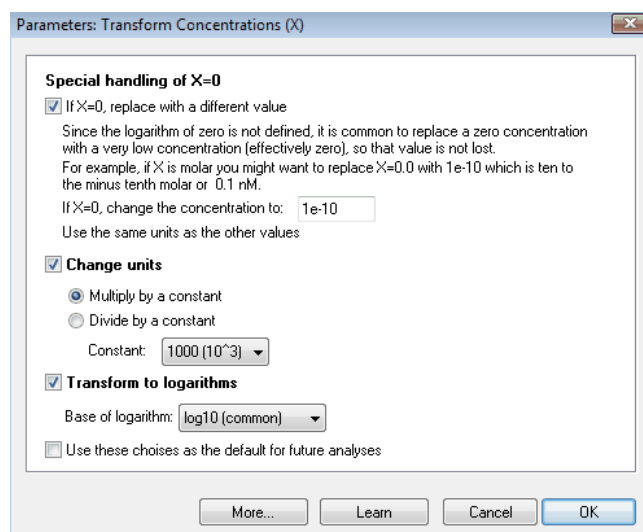 Parameters: Transform Concentrations (X)
Special handling of X=0
If X=0, replace with a different value
Since the logarithm of zero is not defined, it is common to replace a zero concentration
with a very low concentration (effectively zero), so that value is not lost.
For example, if X is molar you might want to replace X=0.0 with 1e-10 which is ten to
the minus tenth molar or 0.1 nM.
If X=0, change the concentration to: 1e-10
Use the same units as the other values
Change units
Multiply by a constant
Divide by a constant
Constant: 1000 (10^3)
Transform to logarithms
Base of logarithm: log10 (common)
Use these choises as the default for future analyses
More... Learn Cancel OK